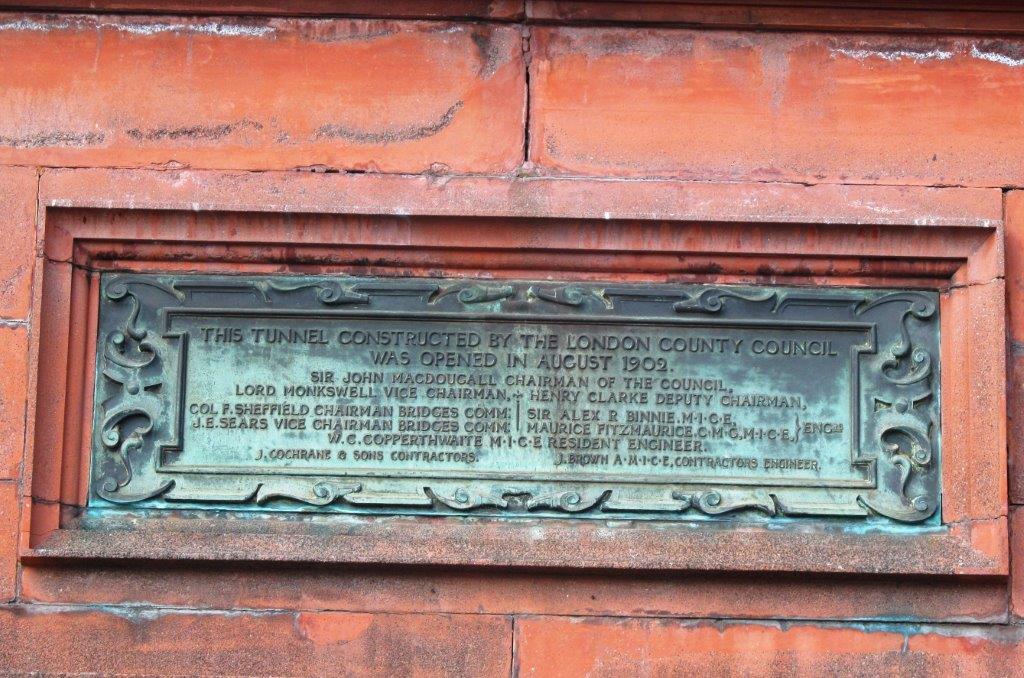 THIS TUNNEL CONSTRUCTED BY THE LONDON COUNTY COUNCIL
WAS OPENED IN AUGUST 1902.
SIR JOHN MACDOUGALL CHAIRMAN OF THE COUNCIL.
LORD MONKSWELL VICE CHAIRMAN. HENRY CLARKE DEPUTY CHAIRMAN,
COL F. SHEFFIELD CHAIRMAN BRIDGES COMM: SIR ALEX R BINNIE. M·I·C·E,
J.E.SEARS VICE CHAIRMAN BRIDGES COMM: MAURICE FITZMAURICE, C·M·G, M·I·C·E, } ENGRS
W.C. COPPERTHWAITE M·I·C·E RESIDENT ENGINEER.
J. COCHRANE & SONS CONTRACTORS. J. BROWN A·M·I·C·E, CONTRACTORS ENGINEER.